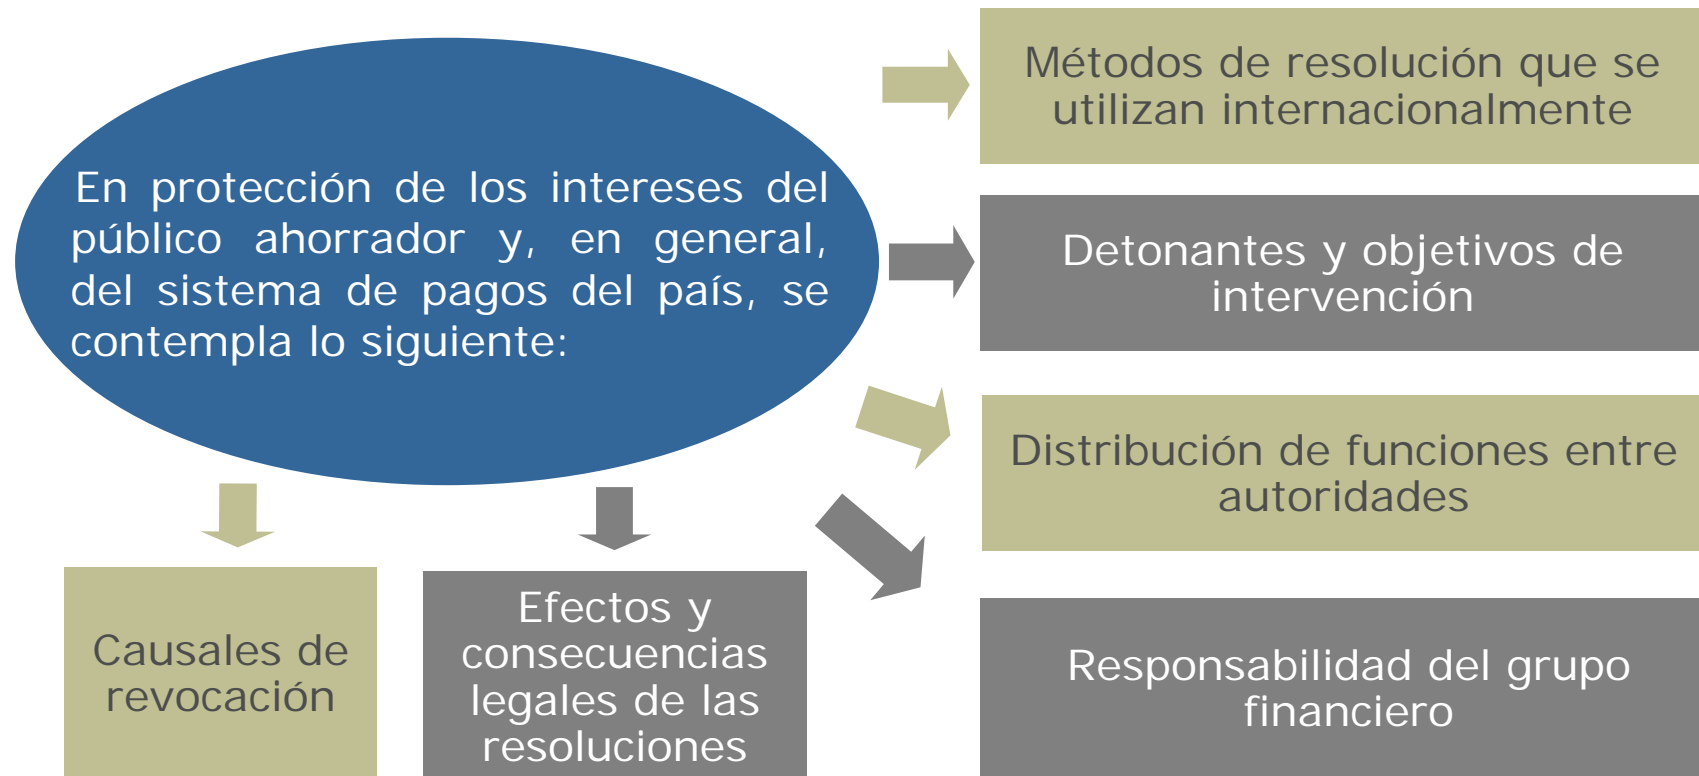 En protección de los intereses del
público ahorrador y, en general,
del sistema de pagos del país, se
contempla lo siguiente:
Métodos de resolución que se
utilizan internacionalmente
Detonantes y objetivos de
intervención
Distribución de funciones entre
autoridades
Responsabilidad del grupo
financiero
Efectos y
consecuencias
legales de las
resoluciones
Causales de
revocación